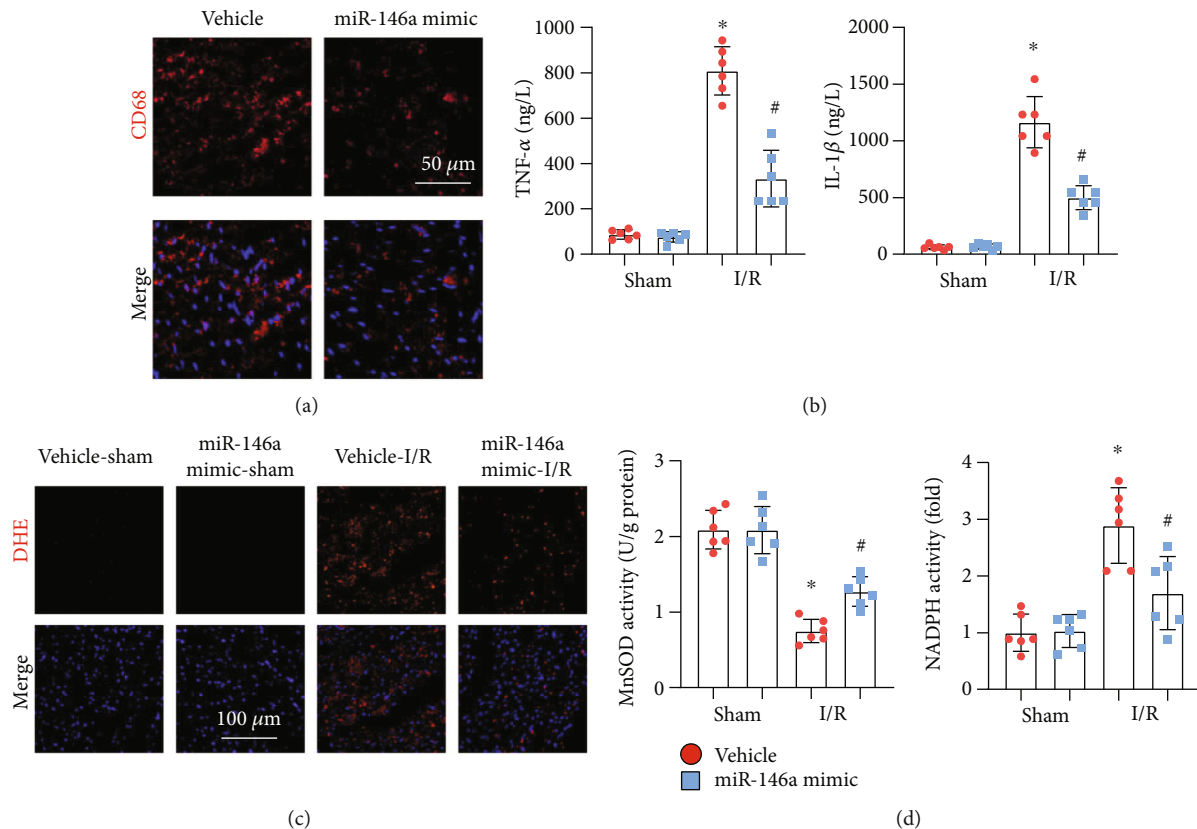 Vehicle
miR-146a mimic
CD68
50 μm
Merge
(a)
TNF-α (ng/L)
1000
800
600
400
200
0
*
#
Sham
I/R
IL-1β (ng/L)
2000
1500
1000
500
0
*
#
Sham
I/R
(b)
Vehicle-sham
miR-146a
mimic-sham
Vehicle-I/R
miR-146a
mimic-I/R
DHE
Merge
100 μm
(c)
MnSOD activity (U/g protein)
3
2
1
0
*
#
Sham
I/R
NADPH activity (fold)
4
3
2
1
0
*
#
Sham
I/R
Vehicle
miR-146a mimic
(d)